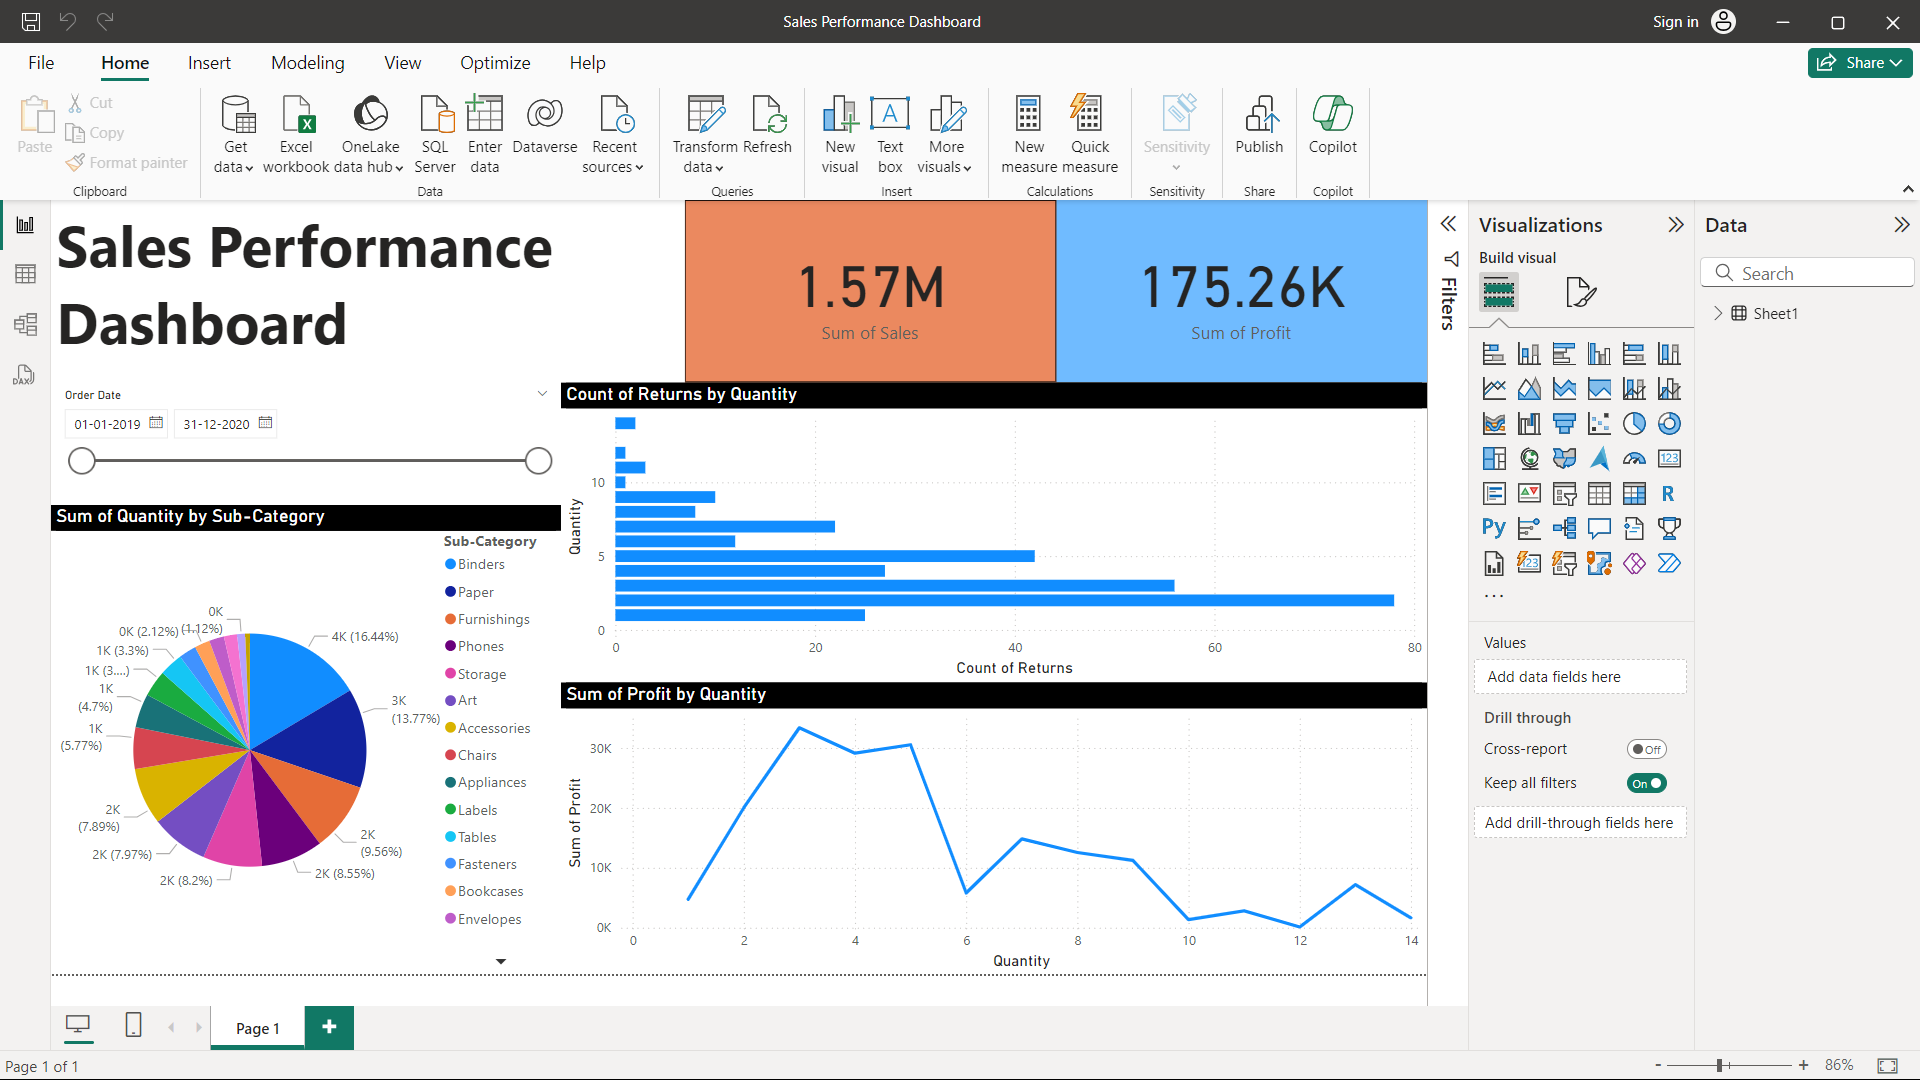 Sales Performance Dashboard
Sign in
File Home Insert Modeling View Optimize Help
Share
Paste
Cut
Copy
Format painter
Clipboard
Get data
Excel workbook
OneLake data hub
SQL Server
Enter data
Dataverse
Recent sources
Data
Transform data
Refresh
Queries
New visual
Text box
More visuals
Insert
New measure
Quick measure
Calculations
Sensitivity
Sensitivity
Publish
Share
Copilot
Copilot
Sales Performance
Dashboard
1.57M
Sum of Sales
175.26K
Sum of Profit
Order Date
01-01-2019 31-12-2020
Sum of Quantity by Sub-Category
Sub-Category
Binders
Paper
Furnishings
Phones
Storage
Art
Accessories
Chairs
Appliances
Labels
Tables
Fasteners
Bookcases
Envelopes
0K
(1.12%)
0K (2.12%)
1K (3.3%)
1K (3....)
1K
(4.7%)
1K
(5.77%)
2K
(7.89%)
2K (7.97%)
2K (8.2%)
2K (8.55%)
2K
(9.56%)
3K
(13.77%)
4K (16.44%)
Count of Returns by Quantity
Quantity
10
5
0
0 20 40 60 80
Count of Returns
Sum of Profit by Quantity
Sum of Profit
30K
20K
10K
0K
0 2 4 6 8 10 12 14
Quantity
Filters
Visualizations
Build visual
123
R
Py
123
...
Values
Add data fields here
Drill through
Cross-report
Off
Keep all filters
On
Add drill-through fields here
Data
Search
Sheet1
DAX
Page 1
+
Page 1 of 1
- + 86%